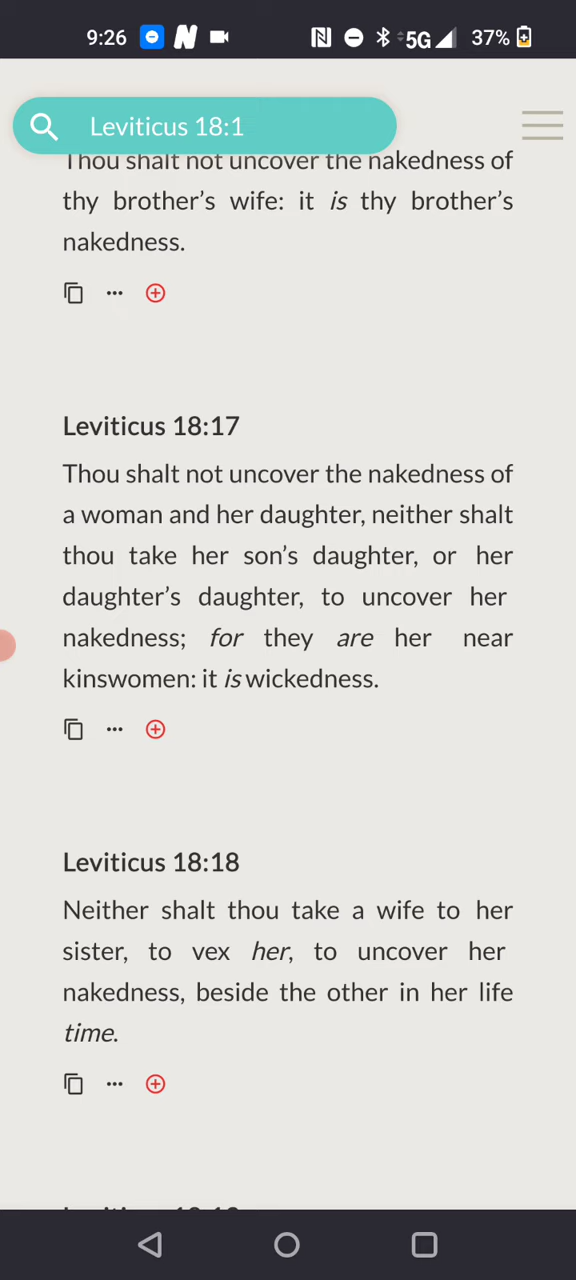 9:26 5G 37%
Leviticus 18:1
Thou shalt not uncover the nakedness of
thy brother’s wife: it is thy brother’s
nakedness.
Leviticus 18:17
Thou shalt not uncover the nakedness of
a woman and her daughter, neither shalt
thou take her son’s daughter, or her
daughter’s daughter, to uncover her
nakedness; for they are her near
kinswomen: it is wickedness.
Leviticus 18:18
Neither shalt thou take a wife to her
sister, to vex her, to uncover her
nakedness, beside the other in her life
time.